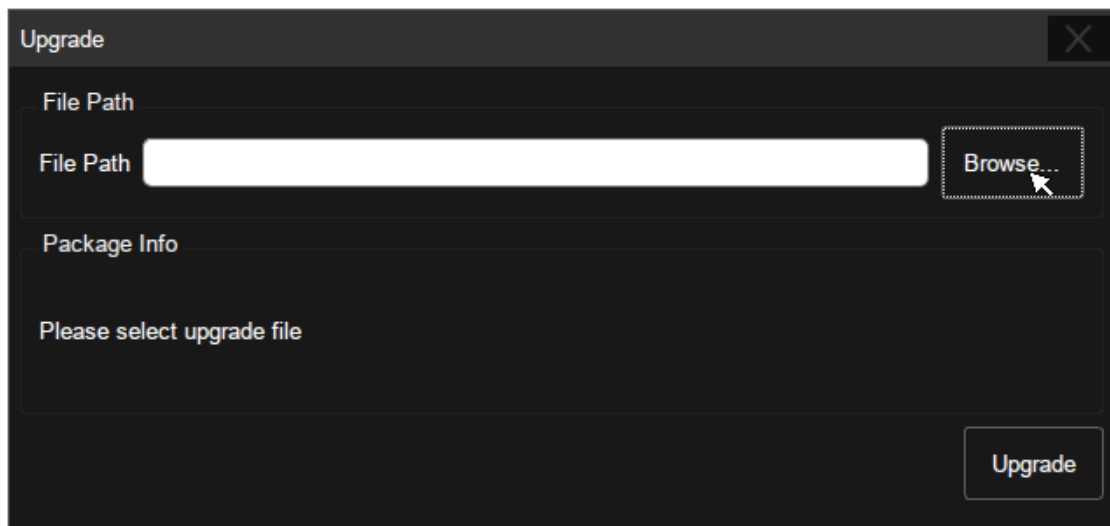 Upgrade
File Path
File Path
Browse...
Package Info
Please select upgrade file
Upgrade